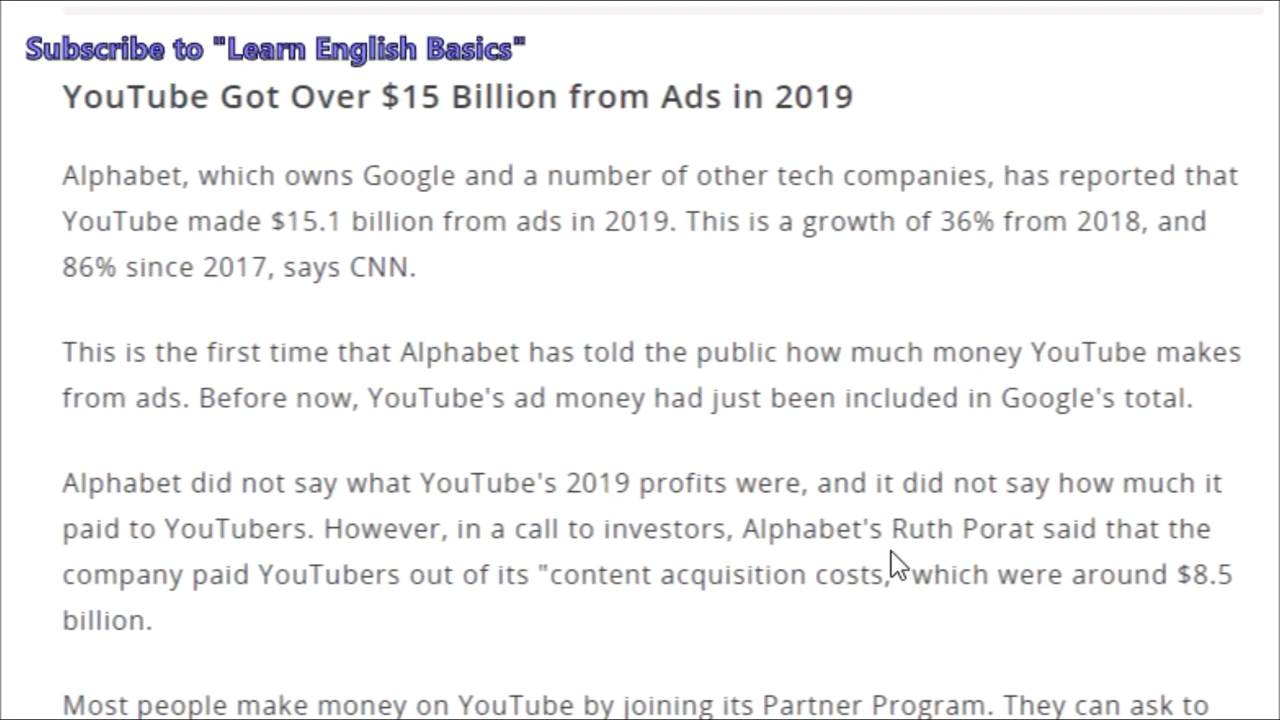 Subscribe to "Learn English Basics"
YouTube Got Over $15 Billion from Ads in 2019
Alphabet, which owns Google and a number of other tech companies, has reported that
YouTube made $15.1 billion from ads in 2019. This is a growth of 36% from 2018, and
86% since 2017, says CNN.
This is the first time that Alphabet has told the public how much money YouTube makes
from ads. Before now, YouTube's ad money had just been included in Google's total.
Alphabet did not say what YouTube's 2019 profits were, and it did not say how much it
paid to YouTubers. However, in a call to investors, Alphabet's Ruth Porat said that the
company paid YouTubers out of its "content acquisition costs," which were around $8.5
billion.
Most people make money on YouTube by joining its Partner Program. They can ask to